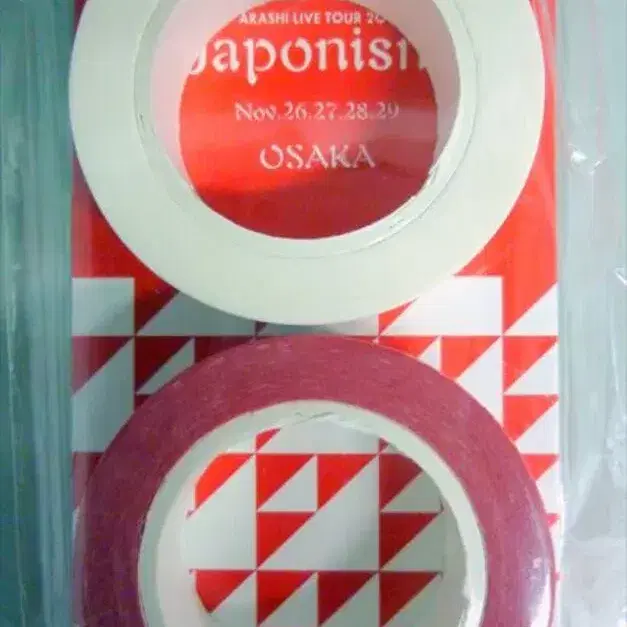 ARASHI LIVE TOUR 20
Japonism
Nov.26.27.28.29
OSAKA